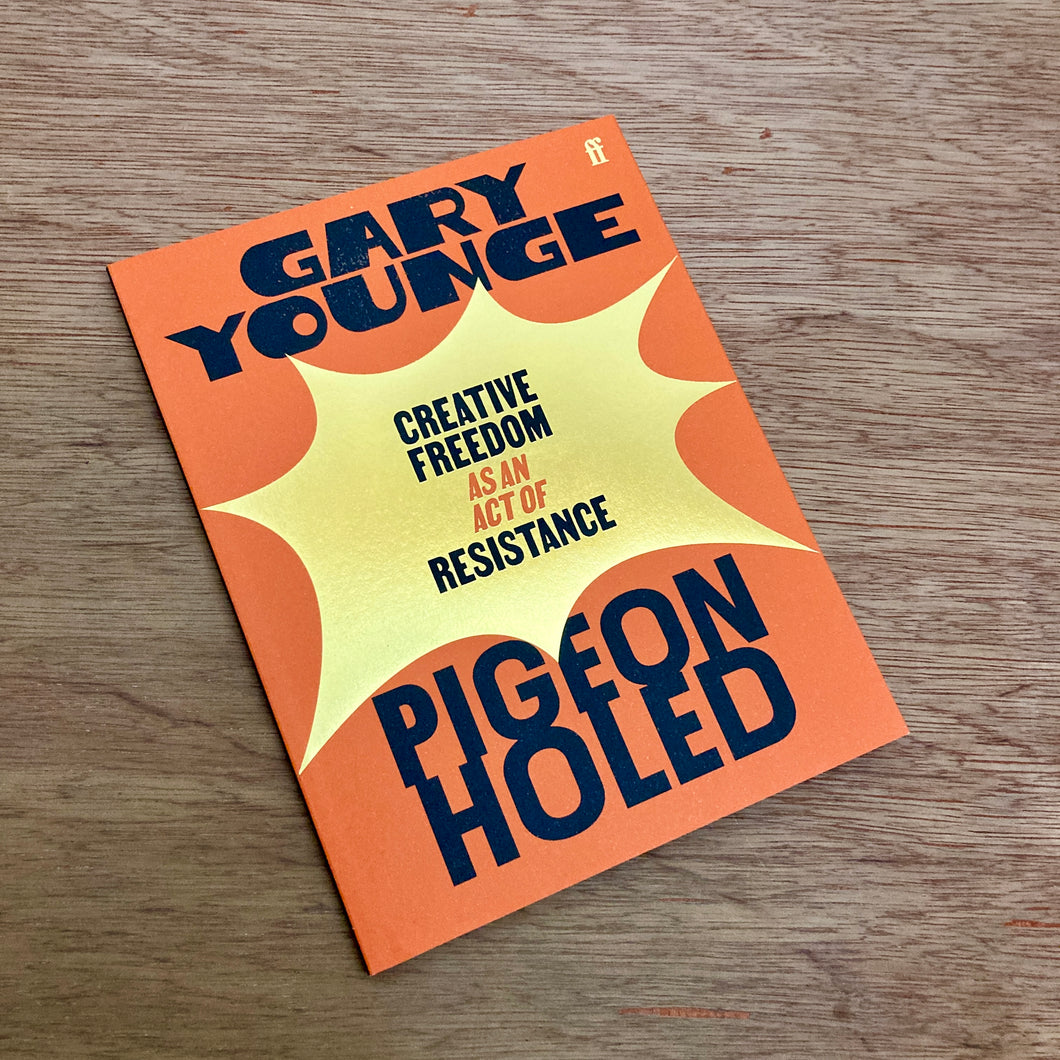 ff
GARY
YOUNGE
CREATIVE
FREEDOM
AS AN
ACT OF
RESISTANCE
PIGEON
HOLED